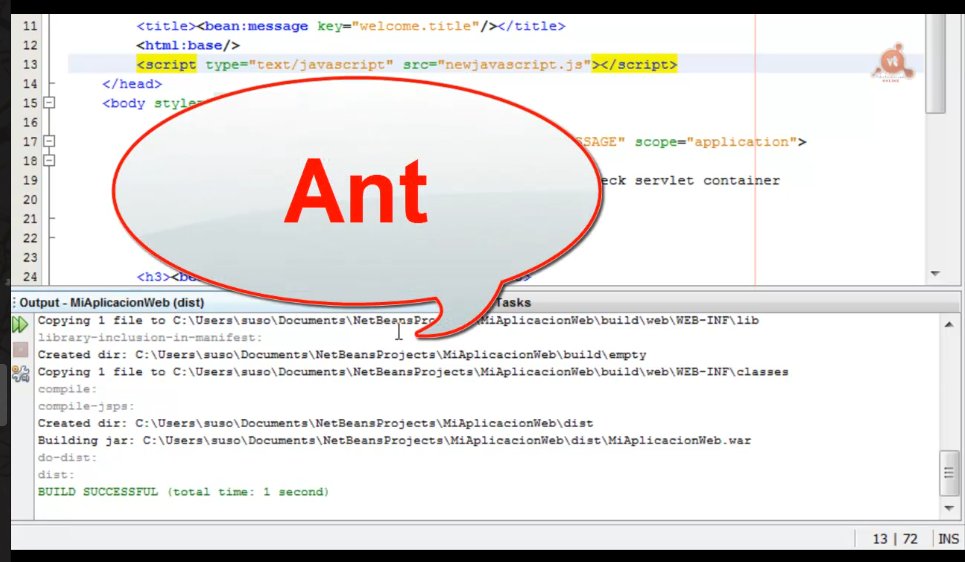 11 <title><bean:message key="welcome.title"/></title>
12 <html:base/>
13 <script type="text/javascript" src="newjavascript.js"></script>
14 </head>
15 <body style
16
17 SSAGE" scope="application">
18
19 eck servlet container
20
21
22
23
24 <h3><be
Ant
vt
Output - MiAplicacionWeb (dist)
Tasks
Copying 1 file to C:\Users\suso\Documents\NetBeansPro MiAplicacionWeb\build\web\WEB-INF\lib
library-inclusion-in-manifest:
Created dir: C:\Users\suso\Documents\NetBeansProjects\MiAplicacionWeb\build\empty
Copying 1 file to C:\Users\suso\Documents\NetBeansProjects\MiAplicacionWeb\build\web\WEB-INF\classes
compile:
compile-jsps:
Created dir: C:\Users\suso\Documents\NetBeansProjects\MiAplicacionWeb\dist
Building jar: C:\Users\suso\Documents\NetBeansProjects\MiAplicacionWeb\dist\MiAplicacionWeb.war
do-dist:
dist:
BUILD SUCCESSFUL (total time: 1 second)
13 | 72 INS